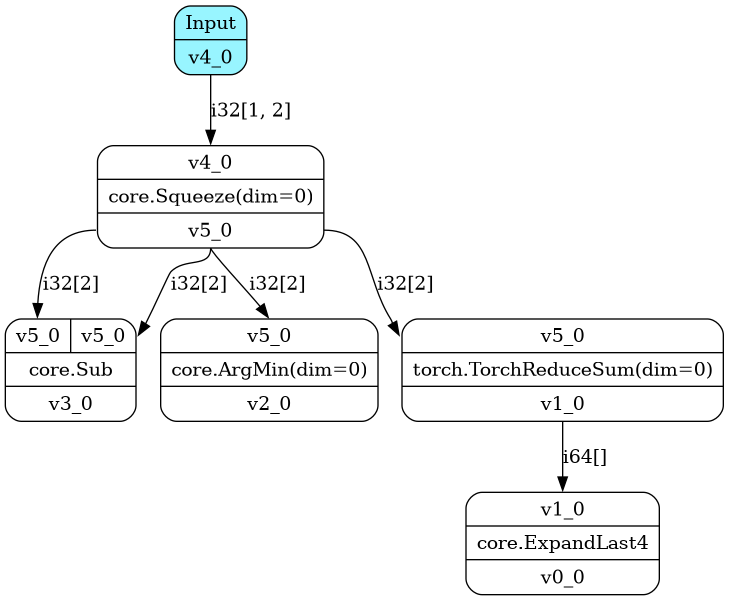 Input
v4_0
i32[1, 2]
v4_0
core.Squeeze(dim=0)
v5_0
i32[2] i32[2] i32[2] i32[2]
v5_0 v5_0
core.Sub
v3_0
v5_0
core.ArgMin(dim=0)
v2_0
v5_0
torch.TorchReduceSum(dim=0)
v1_0
i64[]
v1_0
core.ExpandLast4
v0_0